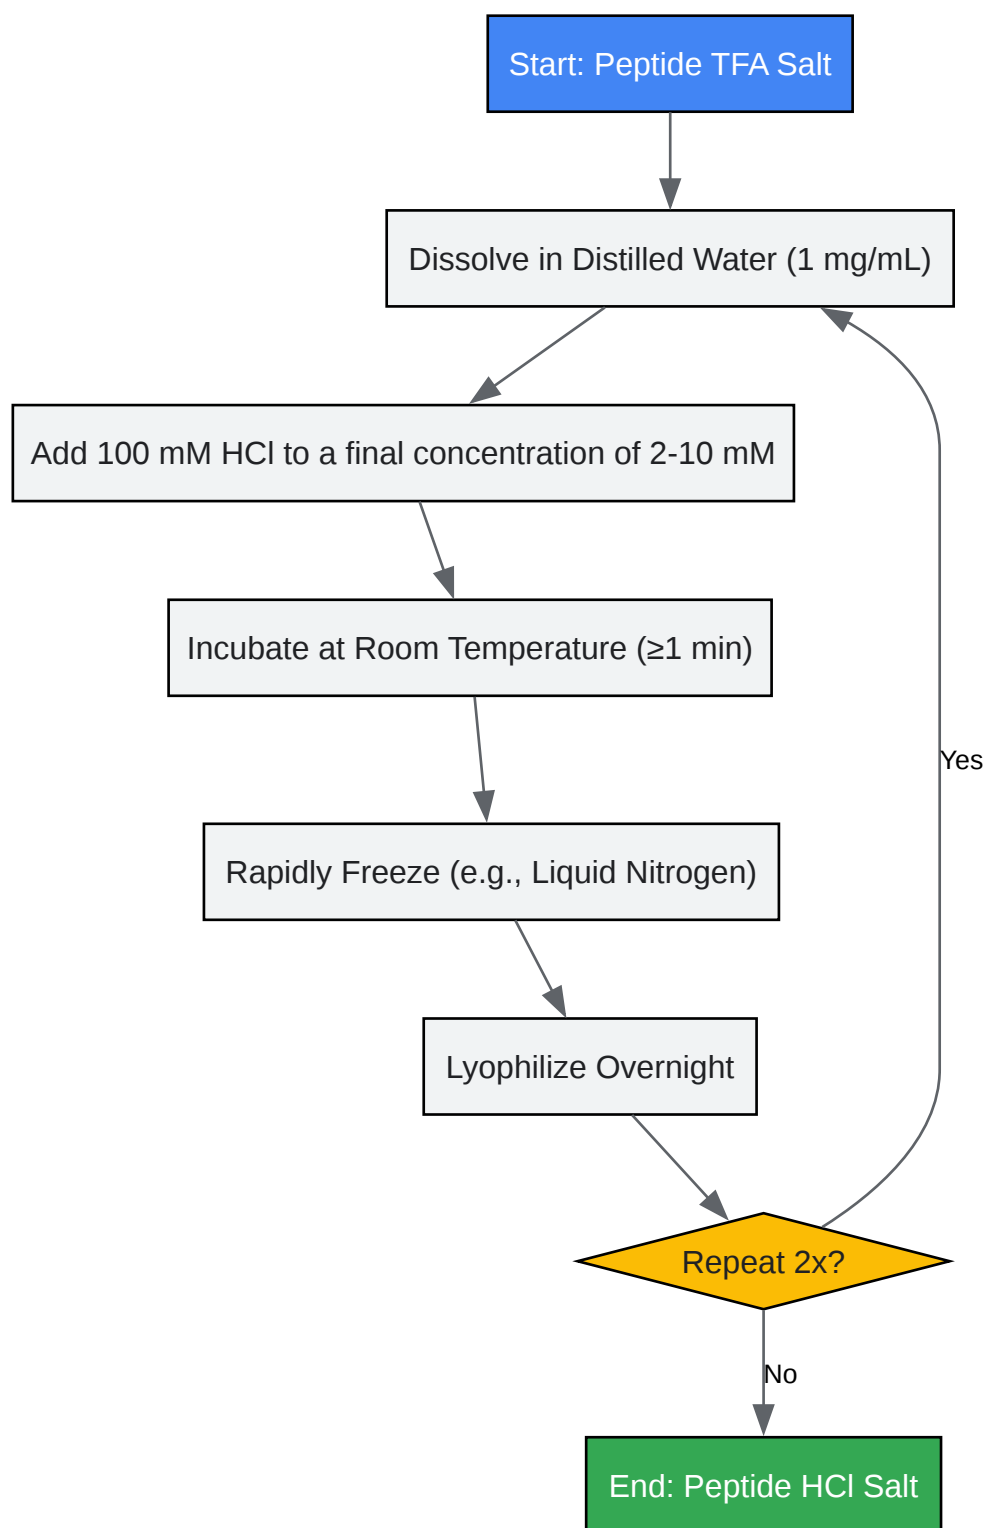 Start: Peptide TFA Salt
Dissolve in Distilled Water (1 mg/mL)
Add 100 mM HCl to a final concentration of 2-10 mM
Incubate at Room Temperature (≥1 min)
Yes
Rapidly Freeze (e.g., Liquid Nitrogen)
Lyophilize Overnight
Repeat 2x?
No
End: Peptide HCl Salt